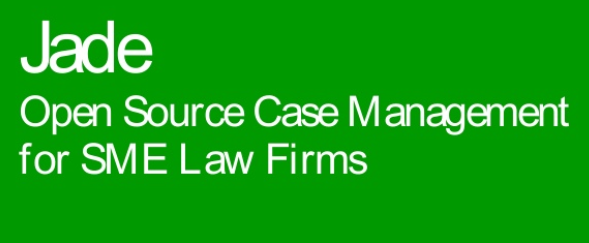 Jade
Open Source Case Management
for SME Law Firms